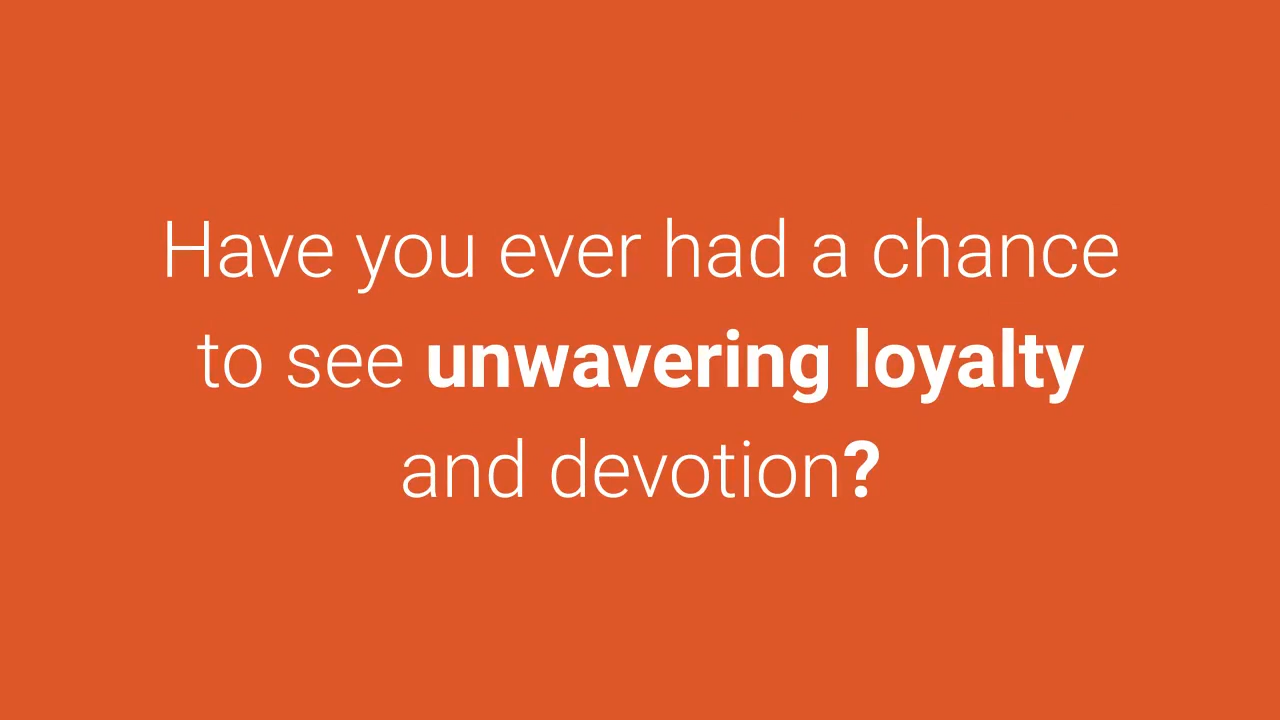 Have you ever had a chance
to see unwavering loyalty
and devotion?